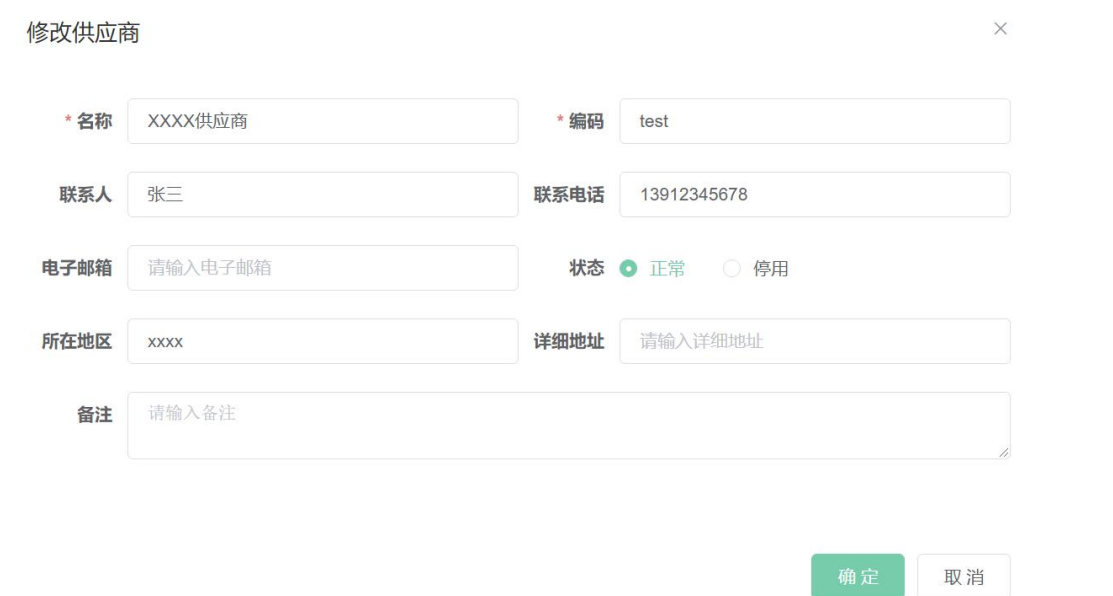 修改供应商
* 名称 XXXX供应商 * 编码 test
联系人 张三 联系电话 13912345678
电子邮箱 请输入电子邮箱 状态 正常 停用
所在地区 xxxx 详细地址 请输入详细地址
备注 请输入备注
确定 取消